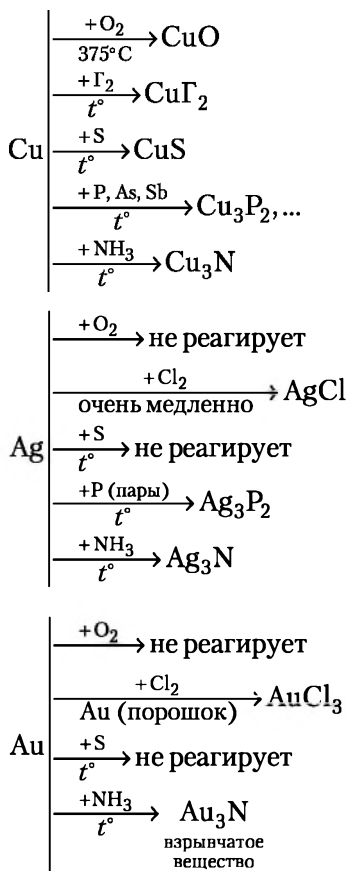 Cu
+O₂
375°C
CuO
+Г₂
t°
CuГ₂
+S
t°
CuS
+P, As, Sb
t°
Cu₃P₂,...
+NH₃
t°
Cu₃N
Ag
+O₂
не реагирует
+Cl₂
очень медленно
AgCl
+S
t°
не реагирует
+P (пары)
t°
Ag₃P₂
+NH₃
t°
Ag₃N
Au
+O₂
не реагирует
+Cl₂
Au (порошок)
AuCl₃
+S
t°
не реагирует
+NH₃
t°
Au₃N
взрывчатое
вещество